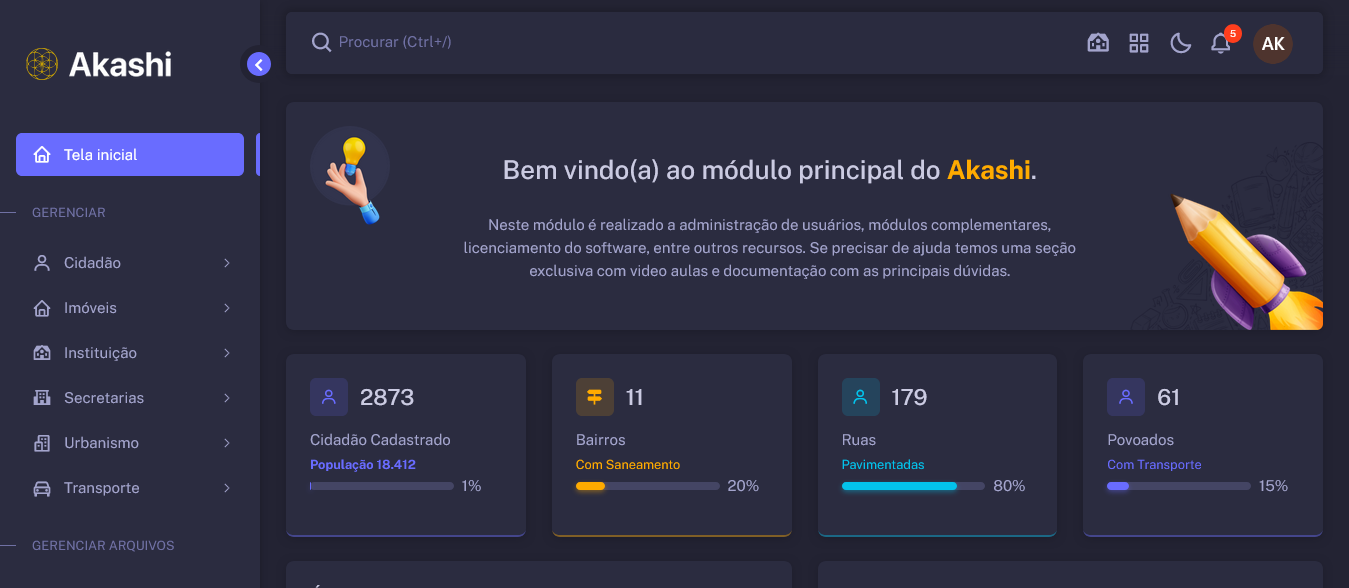 Akashi
Procurar (Ctrl+/)
5
AK
Tela inicial
GERENCIAR
Cidadão
Imóveis
Instituição
Secretarias
Urbanismo
Transporte
GERENCIAR ARQUIVOS
Bem vindo(a) ao módulo principal do Akashi.
Neste módulo é realizado a administração de usuários, módulos complementares,
licenciamento do software, entre outros recursos. Se precisar de ajuda temos uma seção
exclusiva com video aulas e documentação com as principais dúvidas.
2873
Cidadão Cadastrado
População 18.412
1%
11
Bairros
Com Saneamento
20%
179
Ruas
Pavimentadas
80%
61
Povoados
Com Transporte
15%